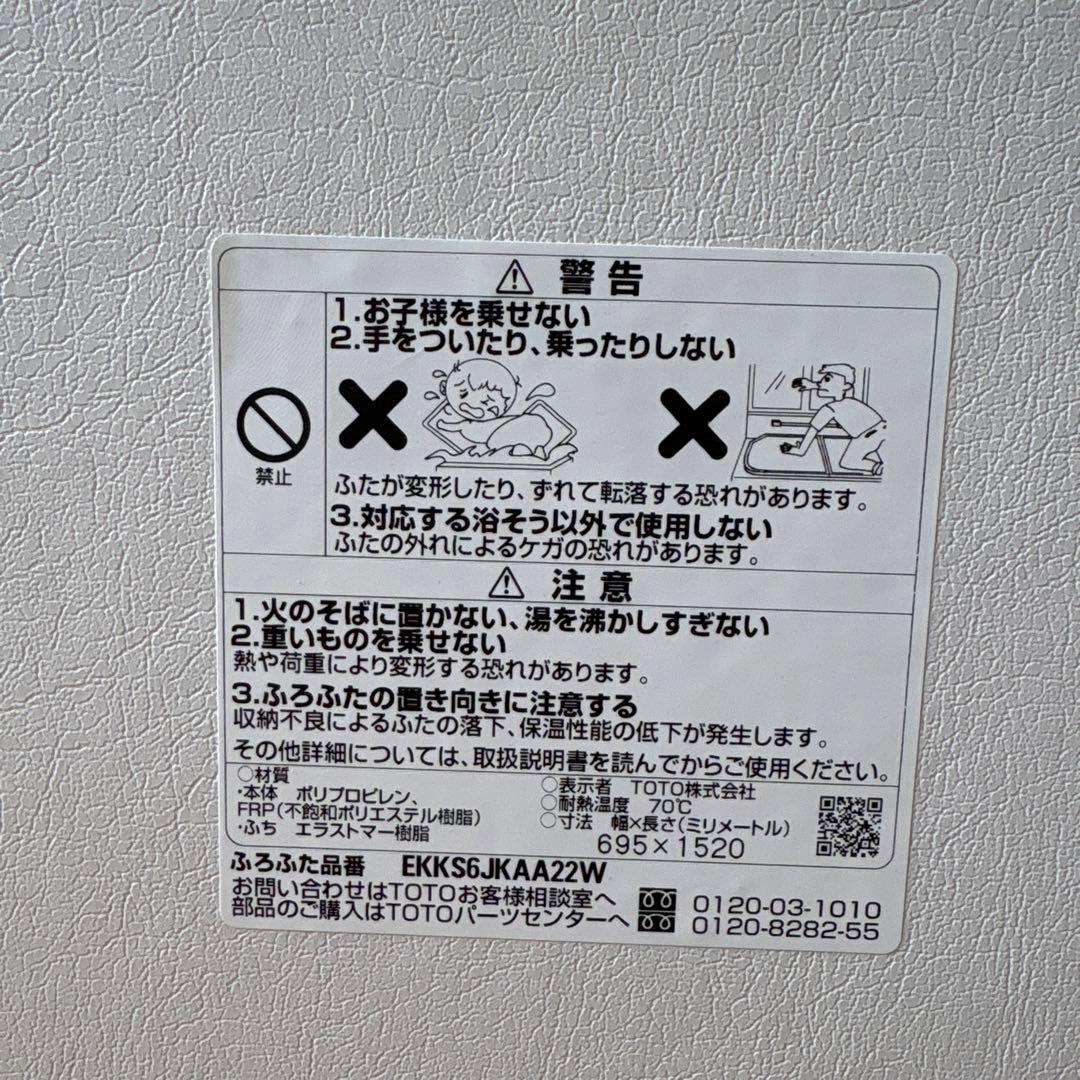 警告
禁止
1.お子様を乗せない
2.手をついたり、乗ったりしない
ふたが変形したり、ずれて転落する恐れがあります。
3.対応する浴そう以外で使用しない
ふたの外れによるケガの恐れがあります。
注意
1.火のそばに置かない、湯を沸かしすぎない
2.重いものを乗せない
熱や荷重により変形する恐れがあります。
3.ふろふたの置き向きに注意する
収納不良によるふたの落下、保温性能の低下が発生します。
その他詳細については、取扱説明書を読んでからご使用ください。
○材質
・本体 ポリプロピレン、
FRP(不飽和ポリエステル樹脂)
・ふち エラストマー樹脂
○表示者 TOTO株式会社
○耐熱温度 70℃
○寸法 幅×長さ(ミリメートル)
695×1520
ふろふた品番 EKKS6JKAA22W
お問い合わせはTOTOお客様相談室へ 0120-03-1010
部品のご購入はTOTOパーツセンターへ 0120-8282-55